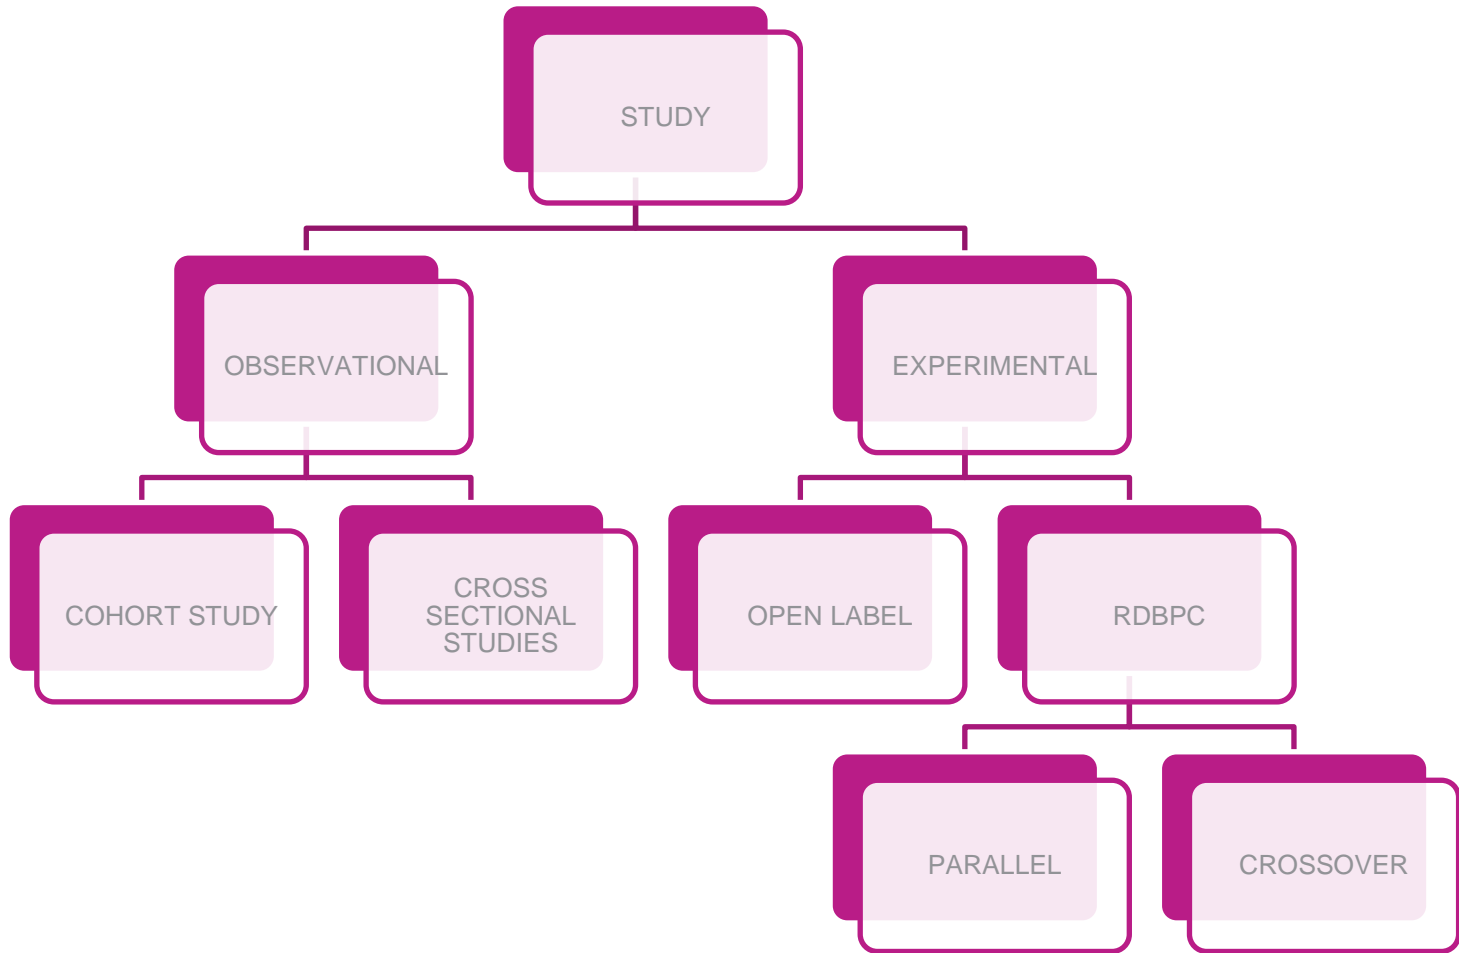 STUDY
OBSERVATIONAL
EXPERIMENTAL
COHORT STUDY
CROSS
SECTIONAL
STUDIES
OPEN LABEL
RDBPC
PARALLEL
CROSSOVER